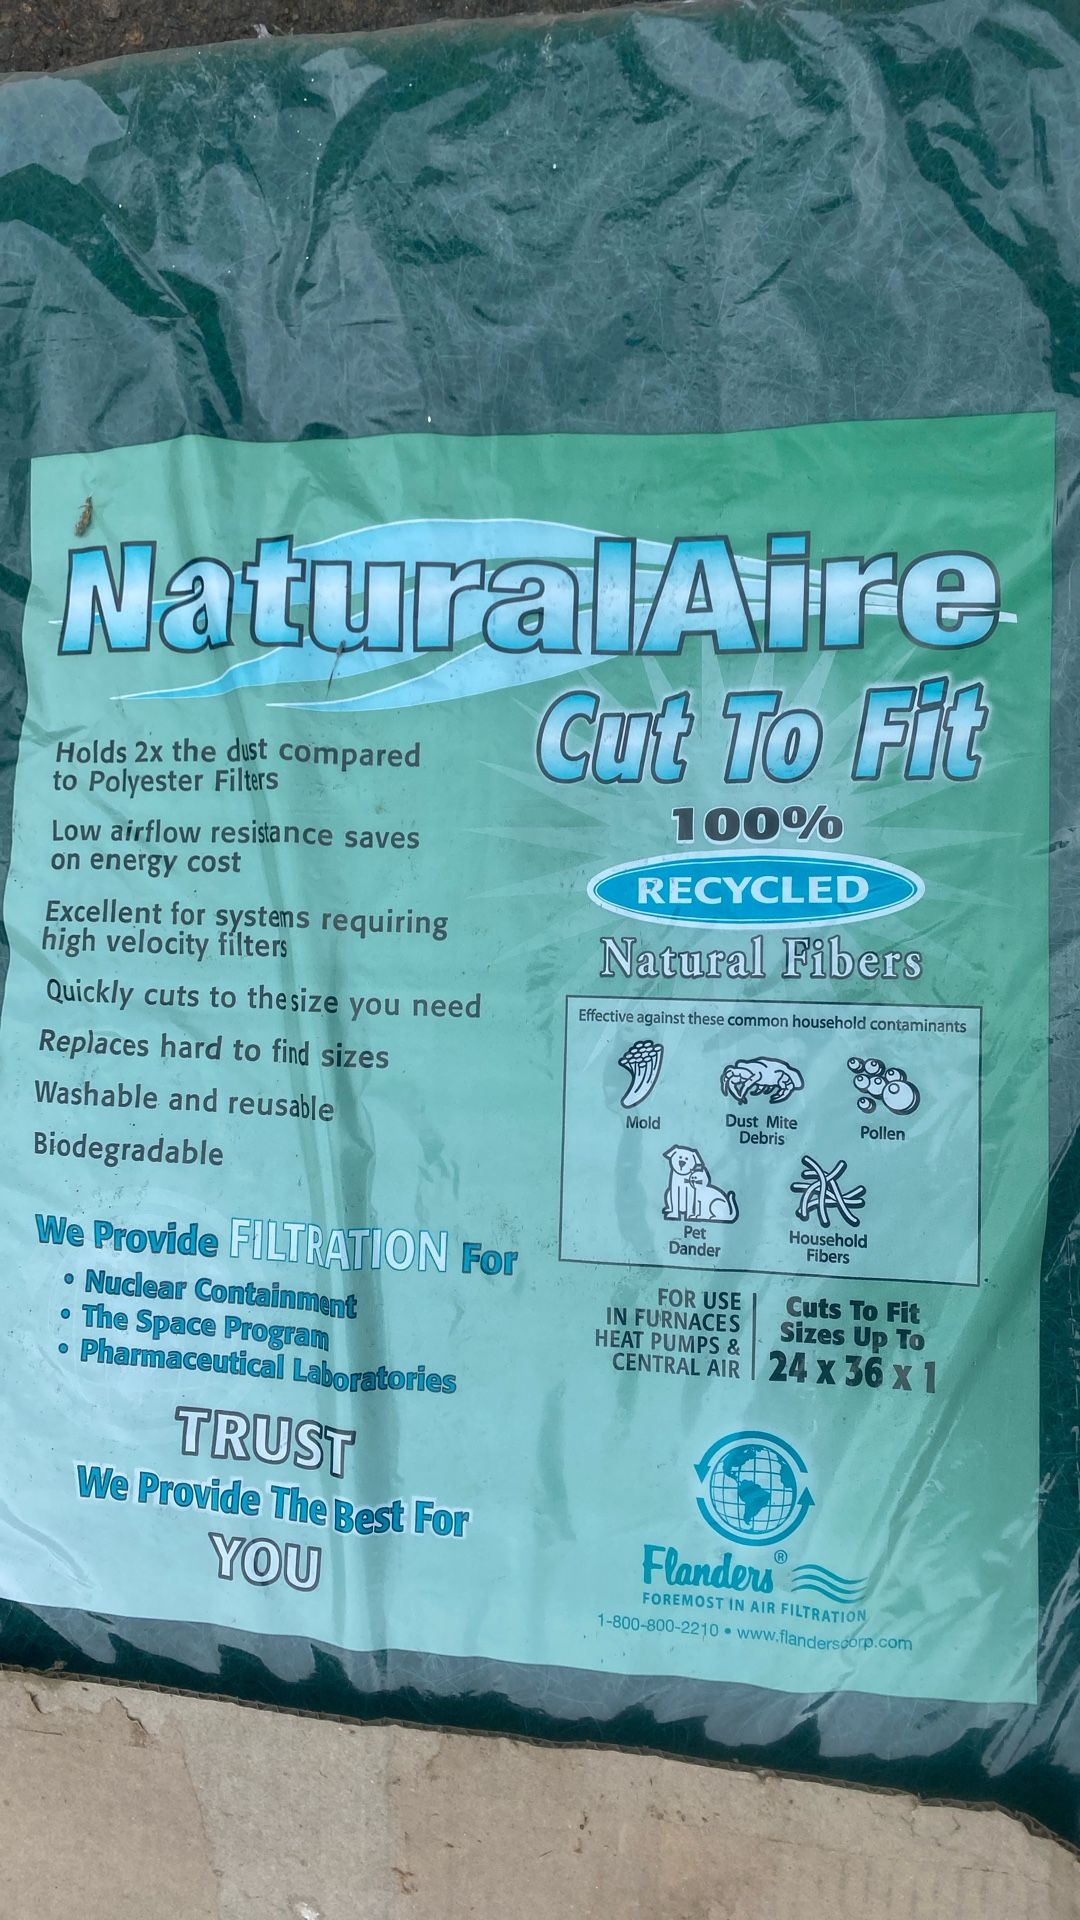 NaturalAire
Cut To Fit
100%
RECYCLED
Natural Fibers
Holds 2x the dust compared
to Polyester Filters
Low airflow resistance saves
on energy cost
Excellent for systems requiring
high velocity filters
Quickly cuts to the size you need
Replaces hard to find sizes
Washable and reusable
Biodegradable
Effective against these common household contaminants
Mold
Dust Mite
Debris
Pollen
Pet
Dander
Household
Fibers
We Provide FILTRATION For
• Nuclear Containment
• The Space Program
• Pharmaceutical Laboratories
TRUST
We Provide The Best For
YOU
FOR USE
IN FURNACES
HEAT PUMPS &
CENTRAL AIR
Cuts To Fit
Sizes Up To
24 x 36 x 1
Flanders®
FOREMOST IN AIR FILTRATION
1-800-800-2210 • www.flanderscorp.com